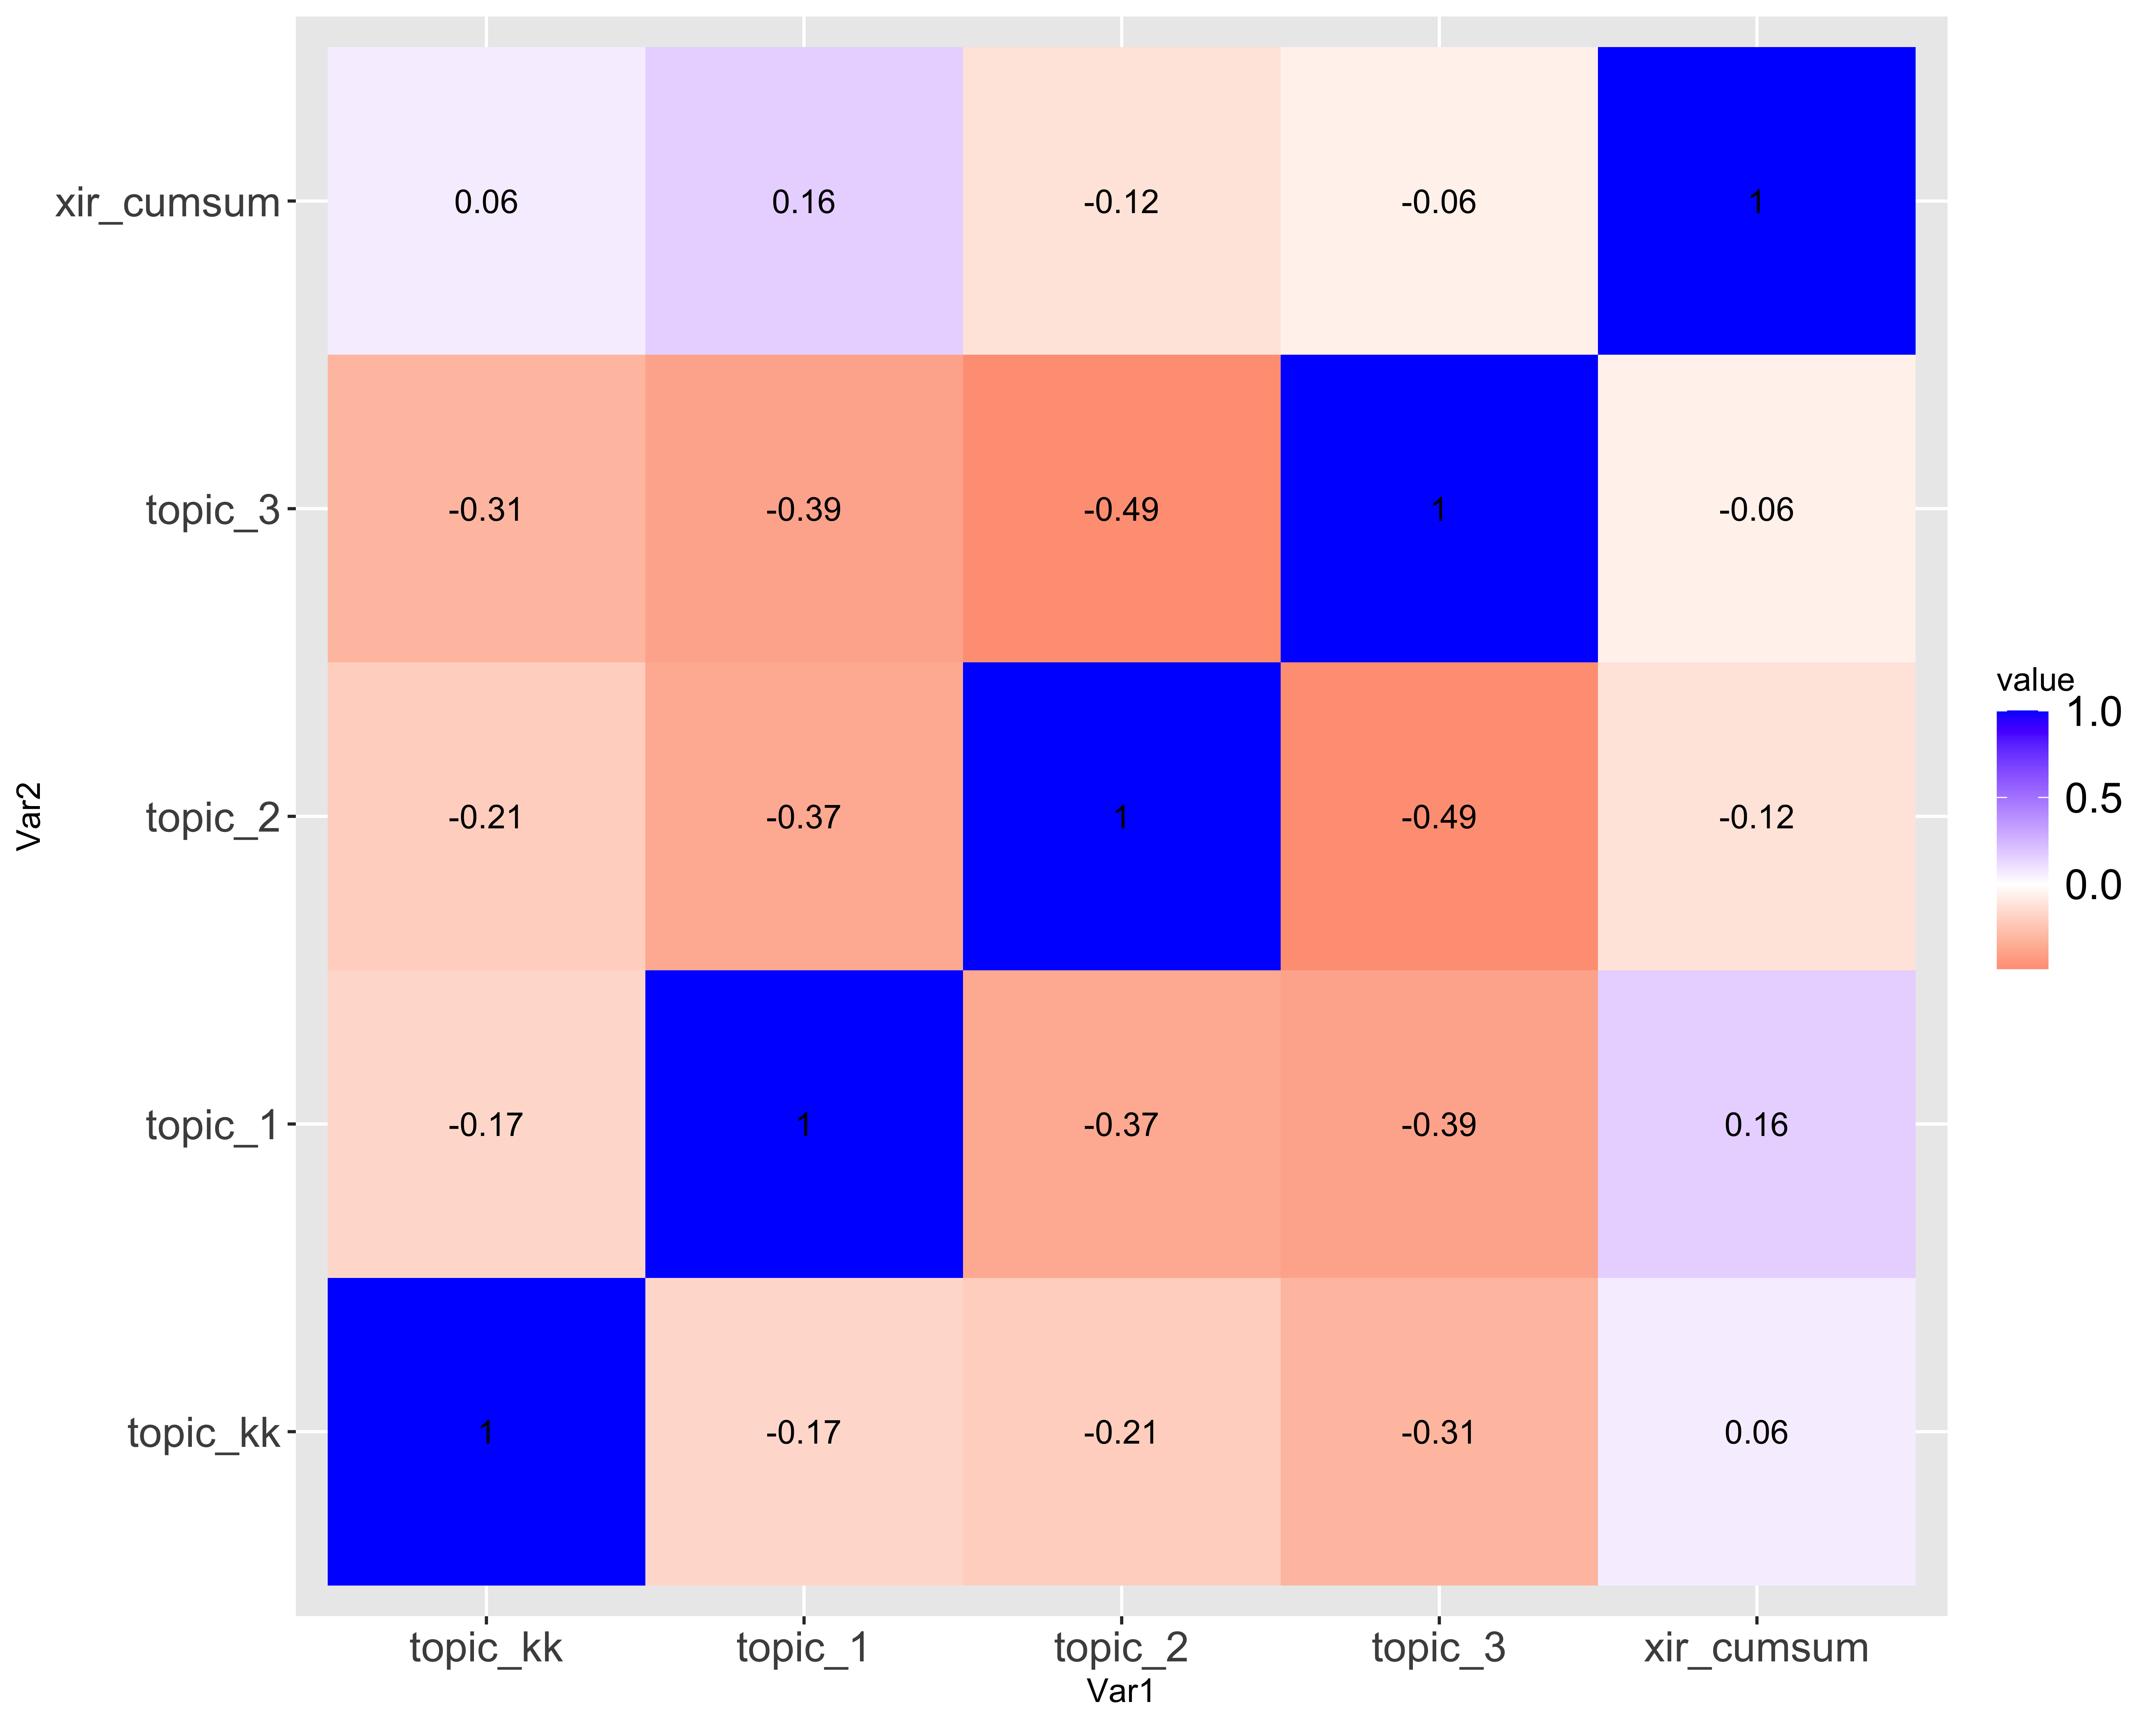 xir_cumsum 0.06 0.16 -0.12 -0.06 1
topic_3 -0.31 -0.39 -0.49 1 -0.06
value
1.0
0.5
0.0
topic_2 -0.21 -0.37 1 -0.49 -0.12
Var2
topic_1 -0.17 1 -0.37 -0.39 0.16
topic_kk 1 -0.17 -0.21 -0.31 0.06
topic_kk topic_1 topic_2 topic_3 xir_cumsum
Var1